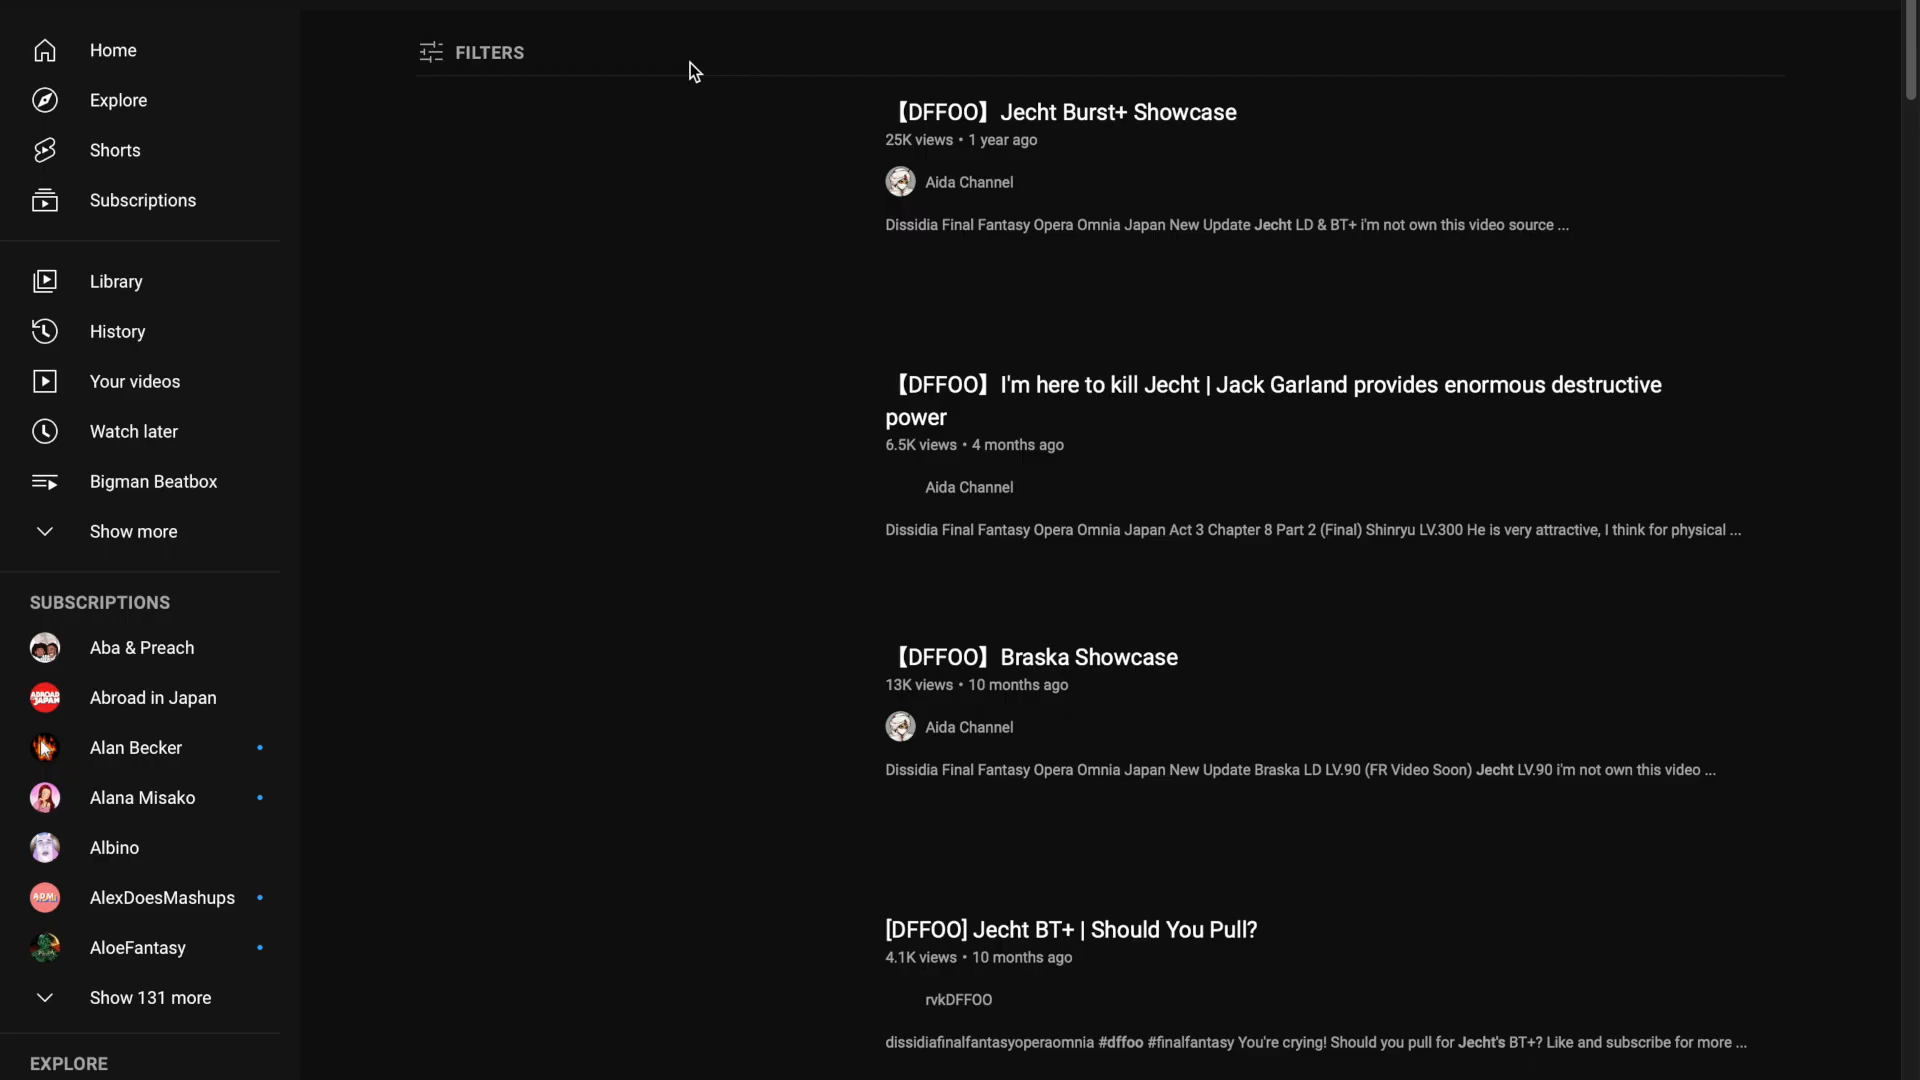 Home
Explore
Shorts
Subscriptions
Library
History
Your videos
Watch later
Bigman Beatbox
Show more
SUBSCRIPTIONS
Aba & Preach
ABROAD IN JAPAN
Abroad in Japan
Alan Becker
Alana Misako
Albino
AlexDoesMashups
AloeFantasy
Show 131 more
EXPLORE
FILTERS
【DFFOO】Jecht Burst+ Showcase
25K views • 1 year ago
Aida Channel
Dissidia Final Fantasy Opera Omnia Japan New Update Jecht LD & BT+ i'm not own this video source ...
【DFFOO】I'm here to kill Jecht | Jack Garland provides enormous destructive
power
6.5K views • 4 months ago
Aida Channel
Dissidia Final Fantasy Opera Omnia Japan Act 3 Chapter 8 Part 2 (Final) Shinryu LV.300 He is very attractive, I think for physical ...
【DFFOO】Braska Showcase
13K views • 10 months ago
Aida Channel
Dissidia Final Fantasy Opera Omnia Japan New Update Braska LD LV.90 (FR Video Soon) Jecht LV.90 i'm not own this video ...
[DFFOO] Jecht BT+ | Should You Pull?
4.1K views • 10 months ago
rvkDFFOO
dissidiafinalfantasyoperaomnia #dffoo #finalfantasy You're crying! Should you pull for Jecht's BT+? Like and subscribe for more ...